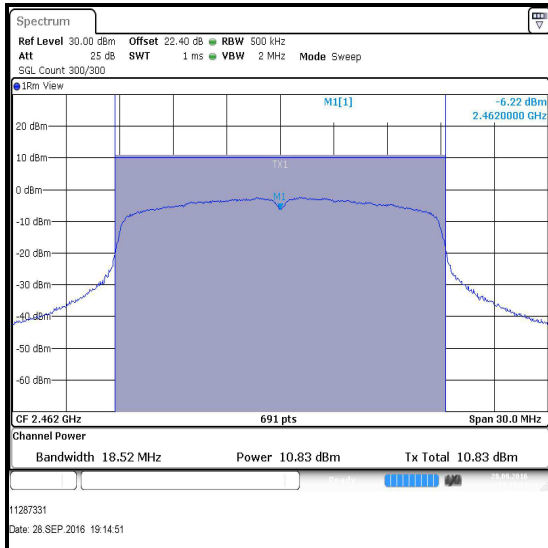 Spectrum
Ref Level 30.00 dBm Offset 22.40 dB RBW 500 kHz
Att 25 dB SWT 1 ms VBW 2 MHz Mode Sweep
SGL Count 300/300
1Rm View
M1[1] -6.22 dBm
2.4620000 GHz
20 dBm
10 dBm
TX1
0 dBm
M1
-10 dBm
-20 dBm
-30 dBm
-40 dBm
-50 dBm
-60 dBm
CF 2.462 GHz 691 pts Span 30.0 MHz
Channel Power
Bandwidth 18.52 MHz Power 10.83 dBm Tx Total 10.83 dBm
Ready 28.09.2016
11287331
Date: 28.SEP.2016 19:14:51